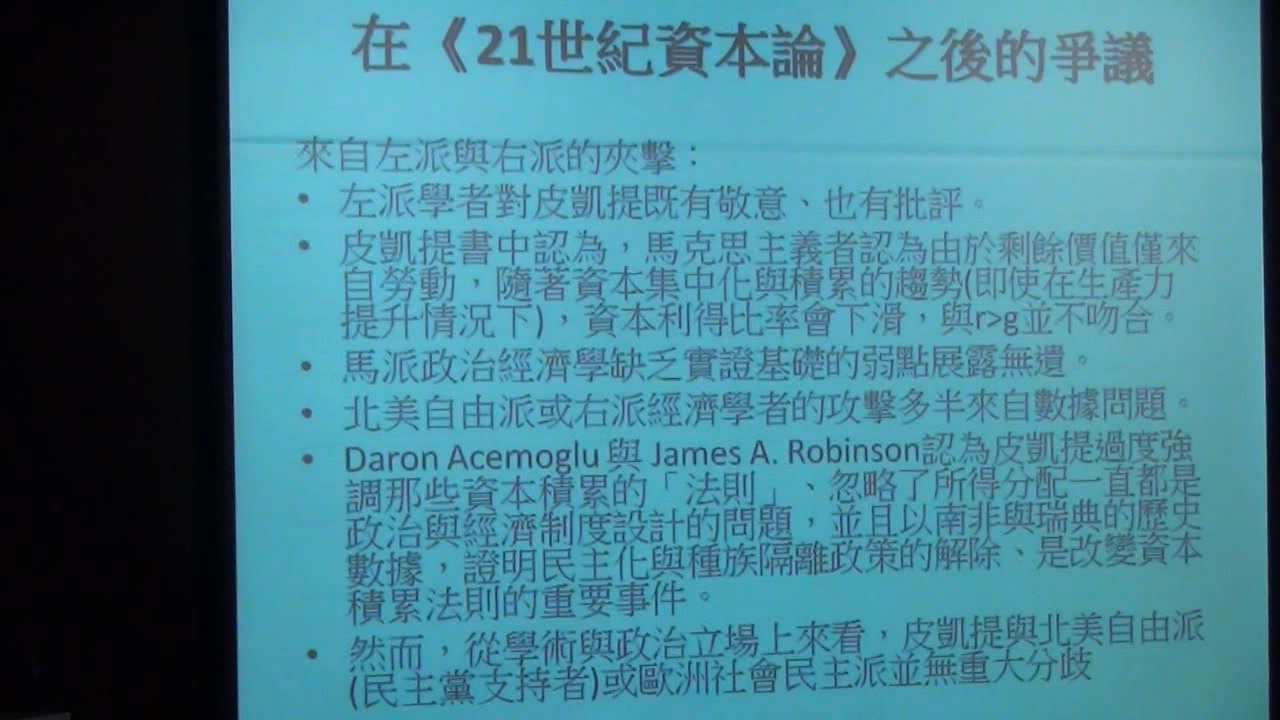 在《21世紀資本論》之後的爭議
來自左派與右派的夾擊：
• 左派學者對皮凱提既有敬意、也有批評。
• 皮凱提書中認為，馬克思主義者認為由於剩餘價值僅來
自勞動，隨著資本集中化與積累的趨勢(即使在生產力
提升情況下)，資本利得比率會下滑，與r>g並不吻合。
• 馬派政治經濟學缺乏實證基礎的弱點展露無遺。
• 北美自由派或右派經濟學者的攻擊多半來自數據問題。
• Daron Acemoglu 與 James A. Robinson認為皮凱提過度強
調那些資本積累的「法則」、忽略了所得分配一直都是
政治與經濟制度設計的問題，並且以南非與瑞典的歷史
數據，證明民主化與種族隔離政策的解除、是改變資本
積累法則的重要事件。
• 然而，從學術與政治立場上來看，皮凱提與北美自由派
(民主黨支持者)或歐洲社會民主派並無重大分歧